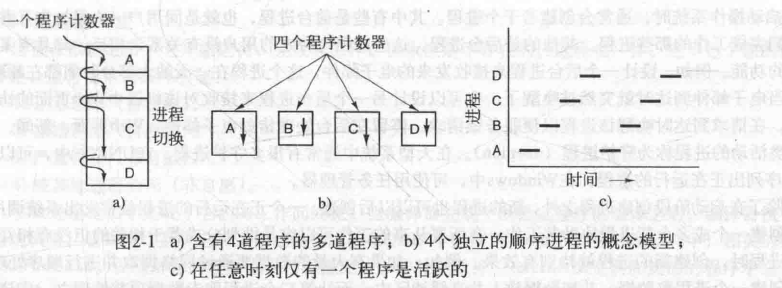 一个程序计数器
A
B
C
D
进程
切换
a)
四个程序计数器
A
B
C
D
b)
进程
D
C
B
A
时间
c)
图2-1 a) 含有4道程序的多道程序；b) 4个独立的顺序进程的概念模型；
c) 在任意时刻仅有一个程序是活跃的